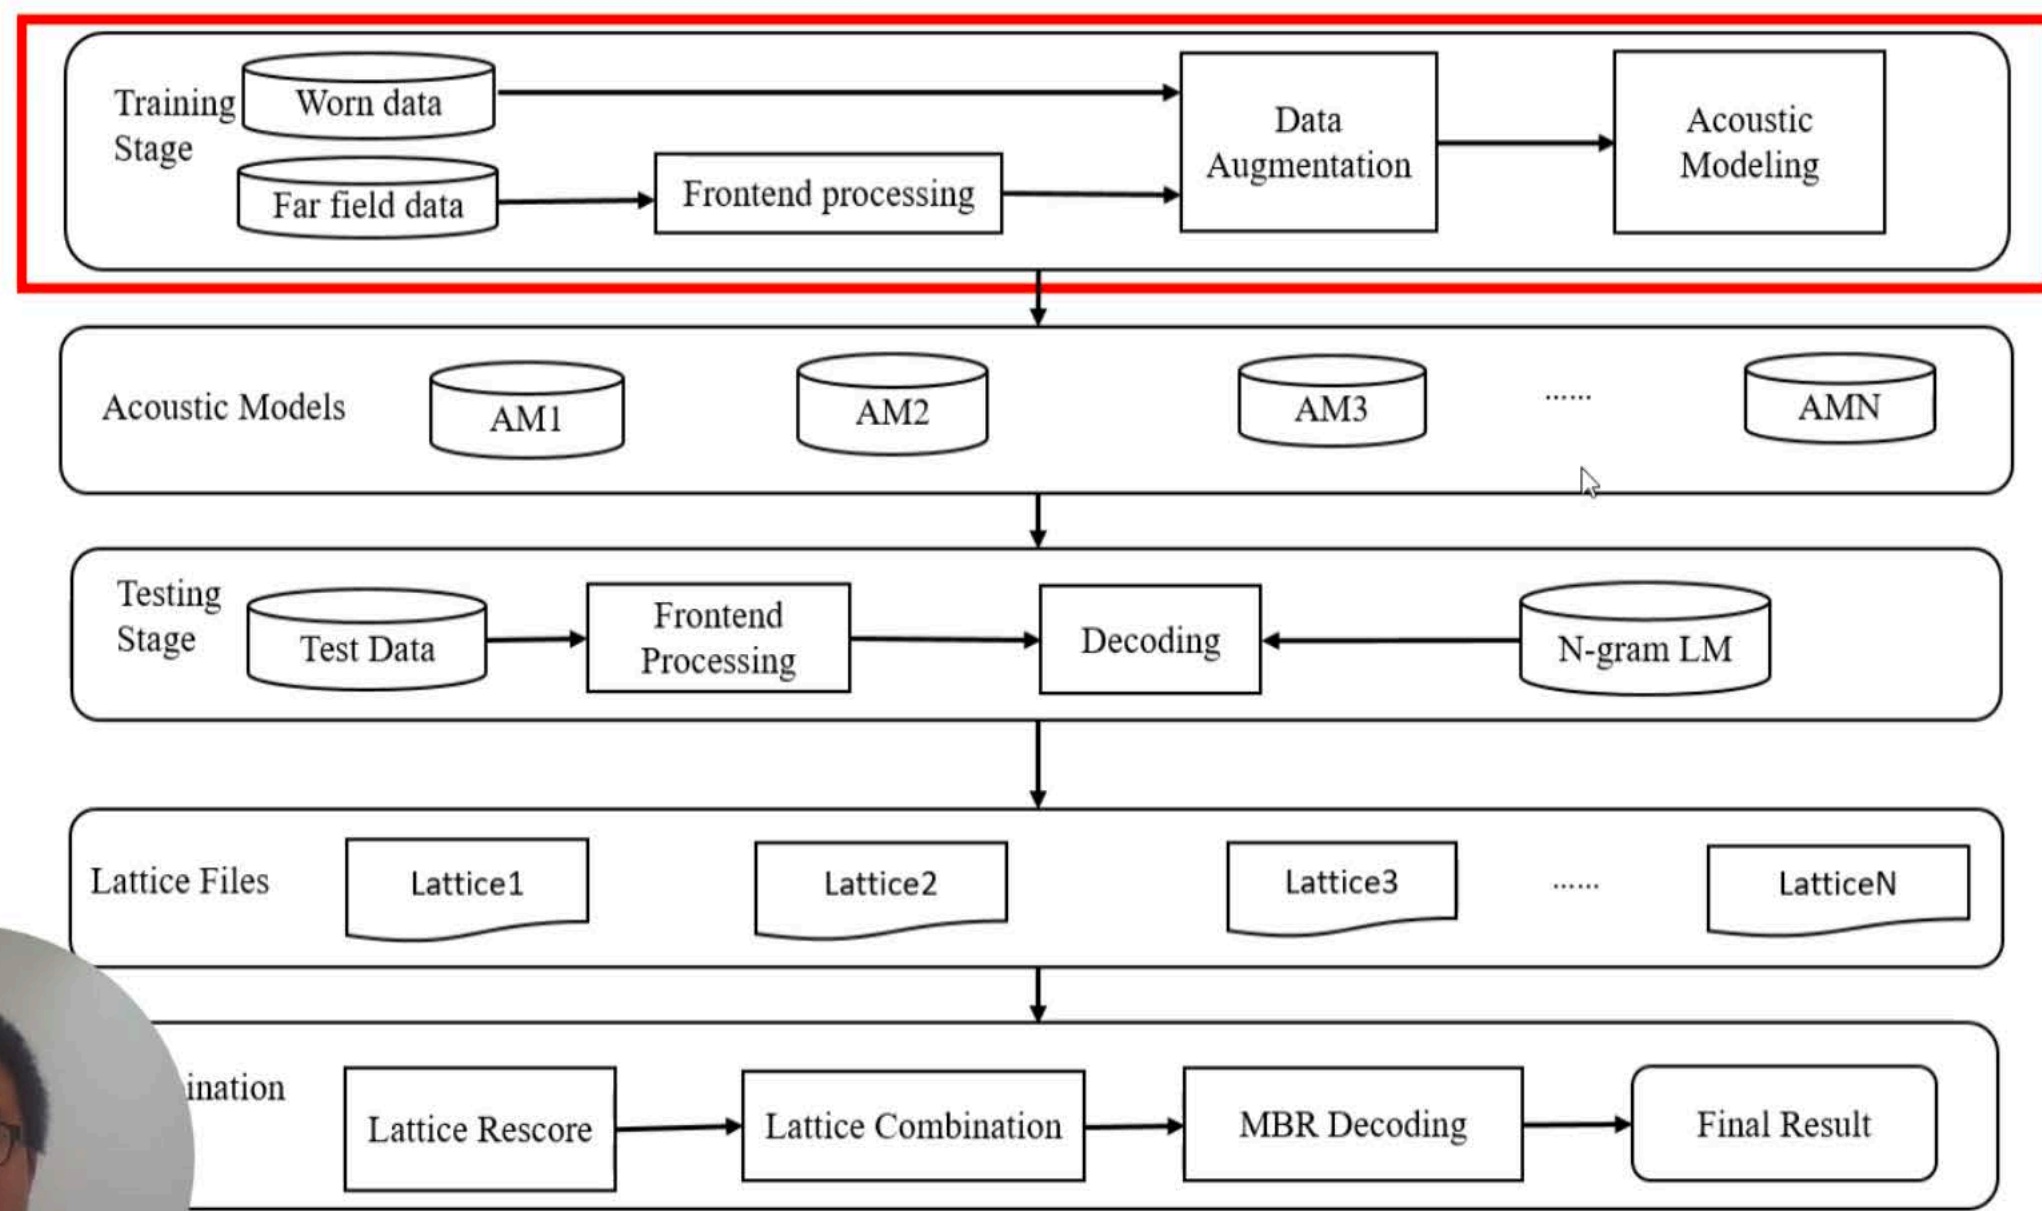 Training
Stage
Worn data
Far field data
Frontend processing
Data
Augmentation
Acoustic
Modeling
Acoustic Models
AM1
AM2
AM3
......
AMN
Testing
Stage
Test Data
Frontend
Processing
Decoding
N-gram LM
Lattice Files
Lattice1
Lattice2
Lattice3
......
LatticeN
ination
Lattice Rescore
Lattice Combination
MBR Decoding
Final Result